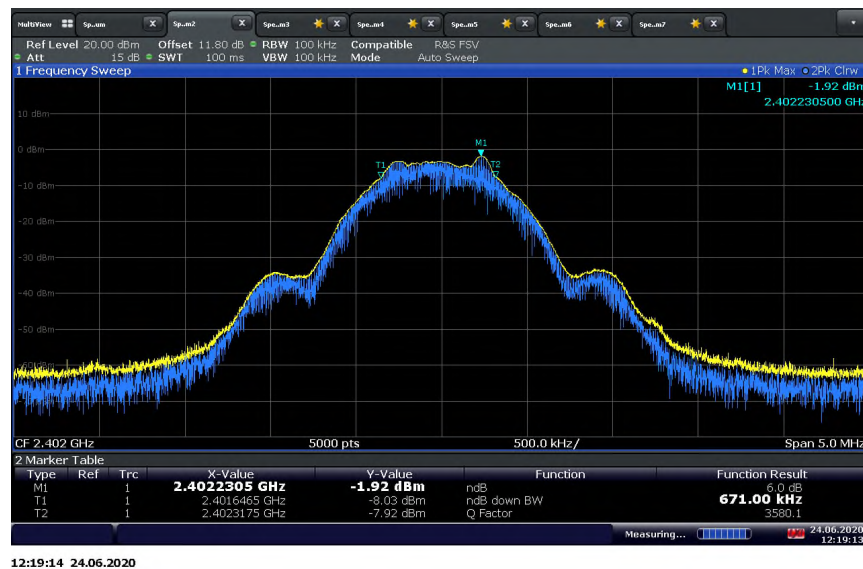 MultiView Sp..um X Sp..m2 X Spe..m3 X Spe..m4 X Spe..m5 X Spe..m6 X Spe..m7 X
Ref Level 20.00 dBm Offset 11.80 dB RBW 100 kHz Compatible R&S FSV
Att 15 dB SWT 100 ms VBW 100 kHz Mode Auto Sweep
1 Frequency Sweep 1Pk Max 2Pk Clrw
M1[1] -1.92 dBm
2.402230500 GHz
10 dBm
0 dBm
M1
T1 T2
-10 dBm
-20 dBm
-30 dBm
-40 dBm
-50 dBm
CF 2.402 GHz 5000 pts 500.0 kHz/ Span 5.0 MHz
2 Marker Table
Type Ref Trc X-Value Y-Value Function Function Result
M1 1 2.4022305 GHz -1.92 dBm ndB 6.0 dB
T1 1 2.4016465 GHz -8.03 dBm ndB down BW 671.00 kHz
T2 1 2.4023175 GHz -7.92 dBm Q Factor 3580.1
Measuring... 24.06.2020
12:19:13
12:19:14 24.06.2020